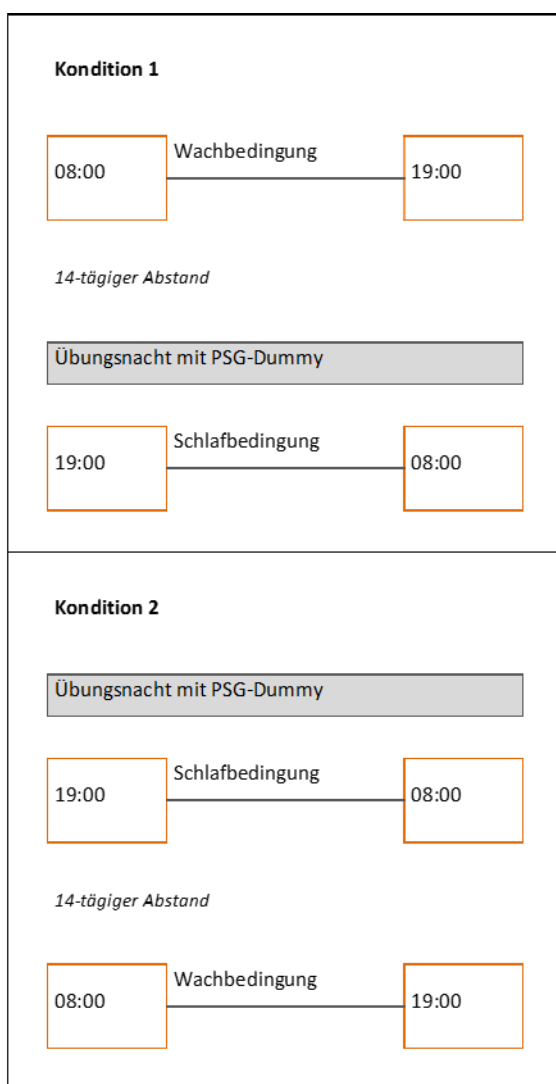 Kondition 1
Wachbedingung
08:00
19:00
14-tägiger Abstand
Übungsnacht mit PSG-Dummy
Schlafbedingung
19:00
08:00
Kondition 2
Übungsnacht mit PSG-Dummy
Schlafbedingung
19:00
08:00
14-tägiger Abstand
Wachbedingung
08:00
19:00